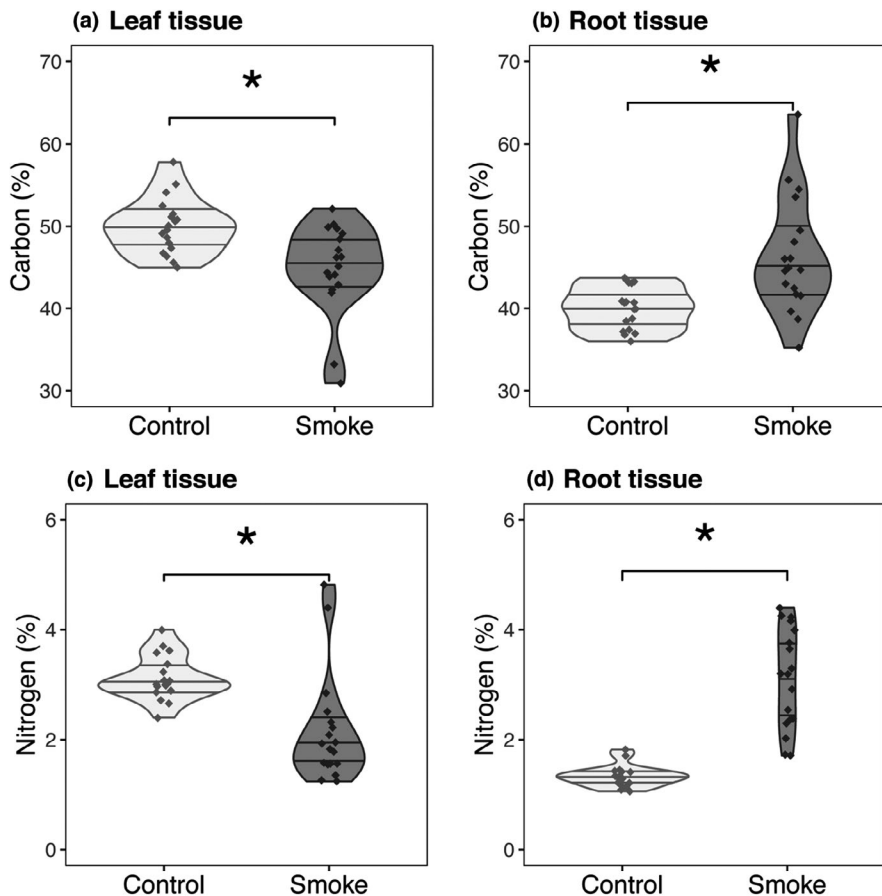 (a) Leaf tissue
(b) Root tissue
70
60
50
40
30
Carbon (%)
*
Control
Smoke
70
60
50
40
30
Carbon (%)
*
Control
Smoke
(c) Leaf tissue
(d) Root tissue
6
4
2
0
Nitrogen (%)
*
Control
Smoke
6
4
2
0
Nitrogen (%)
*
Control
Smoke